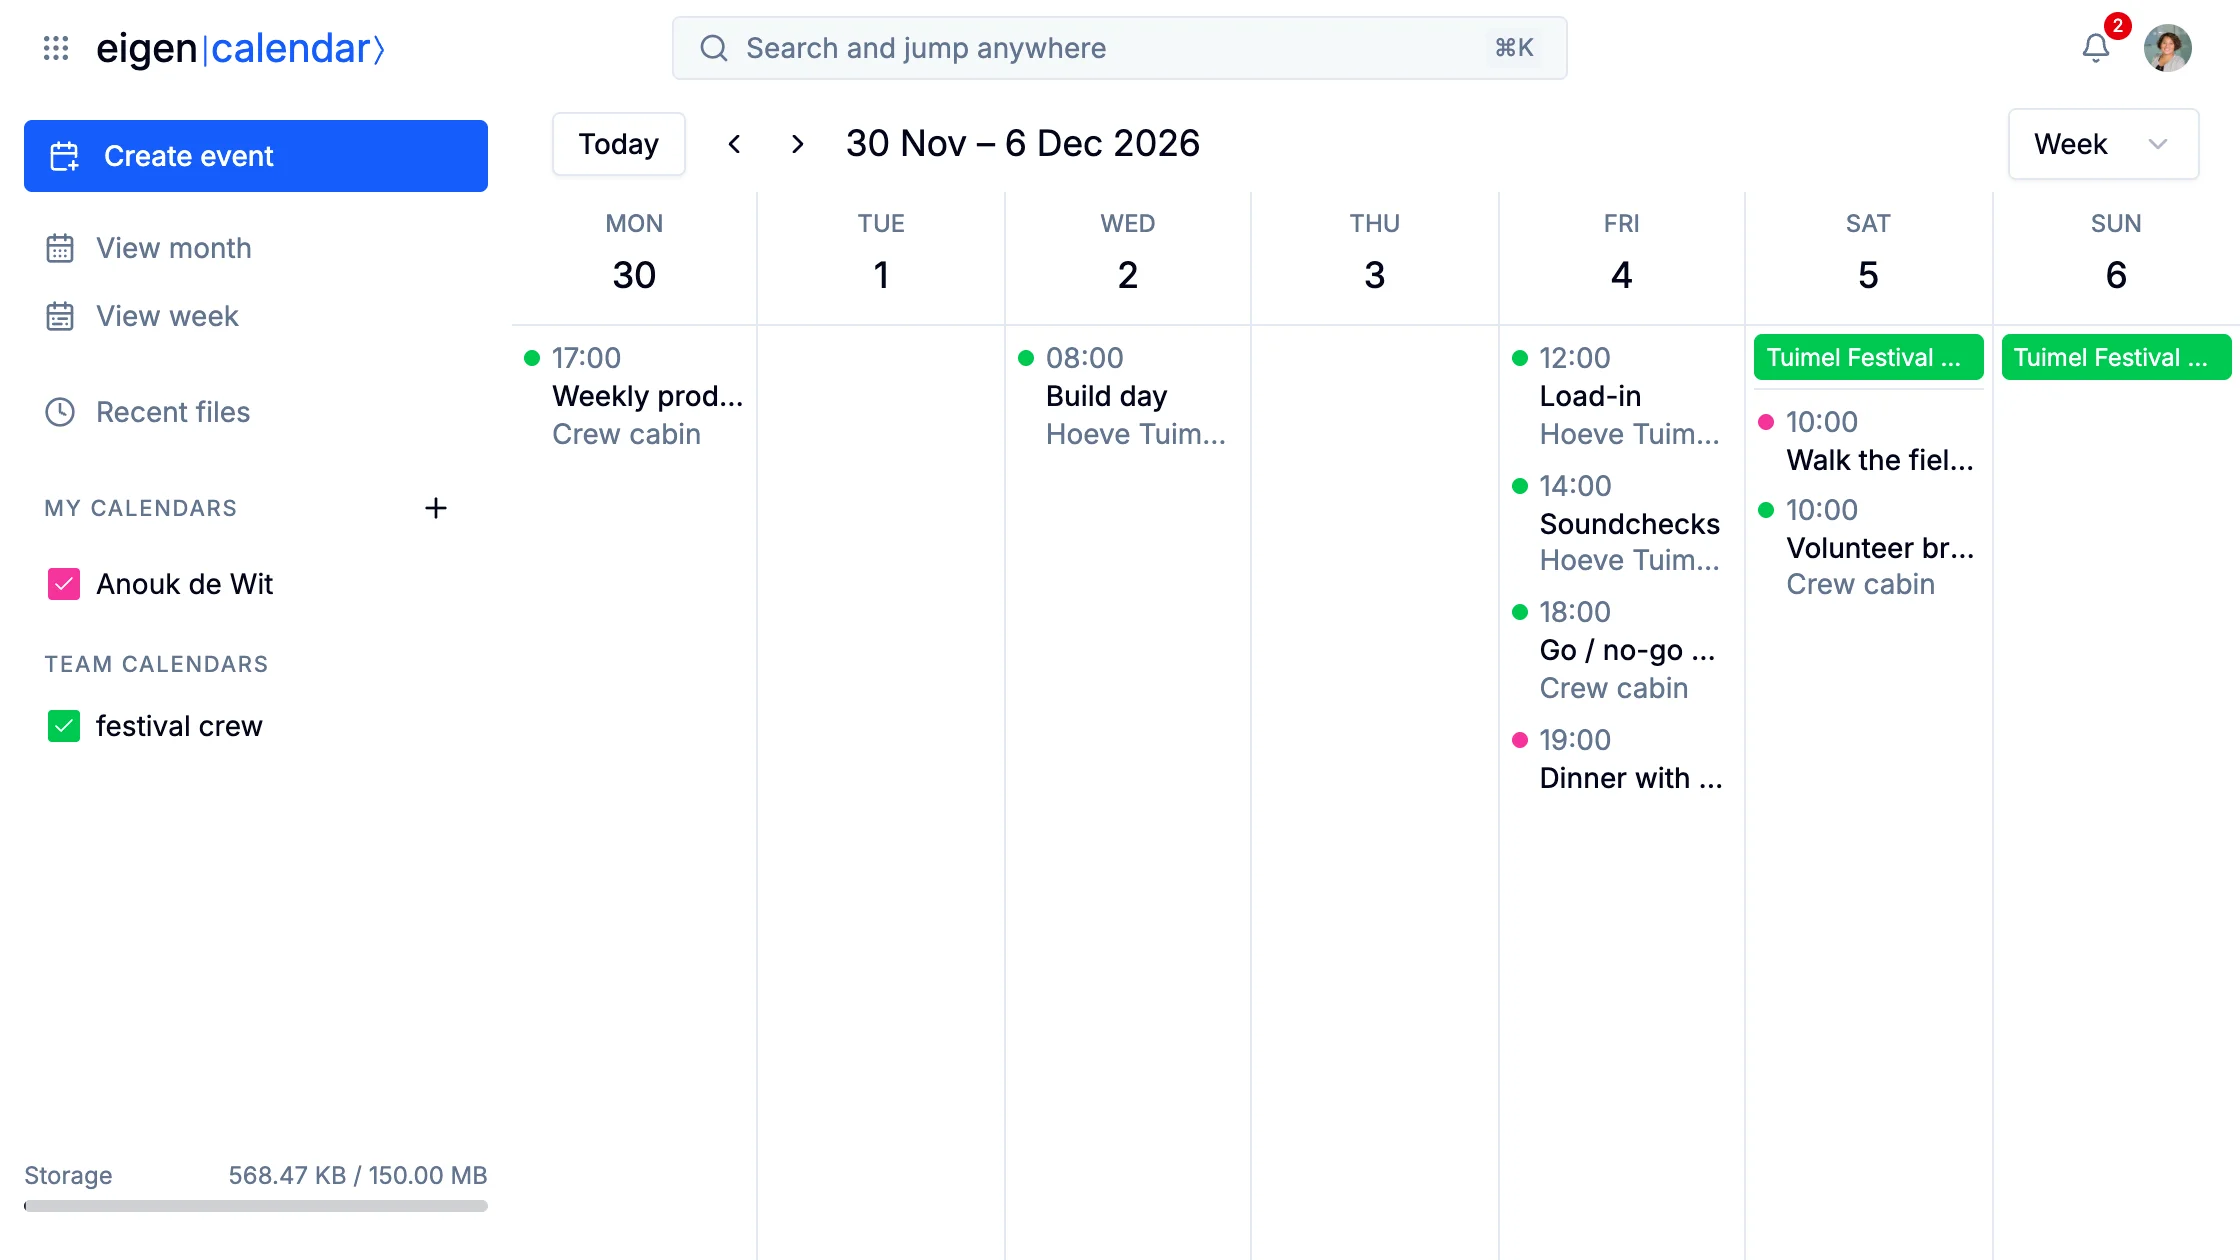 eigen|calendar⟩
Search and jump anywhere
⌘K
2
Create event
View month
View week
Recent files
MY CALENDARS
Anouk de Wit
TEAM CALENDARS
festival crew
Storage
568.47 KB / 150.00 MB
Today
30 Nov – 6 Dec 2026
Week
MON
30
TUE
1
WED
2
THU
3
FRI
4
SAT
5
SUN
6
17:00
Weekly prod...
Crew cabin
08:00
Build day
Hoeve Tuim...
12:00
Load-in
Hoeve Tuim...
14:00
Soundchecks
Hoeve Tuim...
18:00
Go / no-go ...
Crew cabin
19:00
Dinner with ...
Tuimel Festival ...
10:00
Walk the fiel...
10:00
Volunteer br...
Crew cabin
Tuimel Festival ...